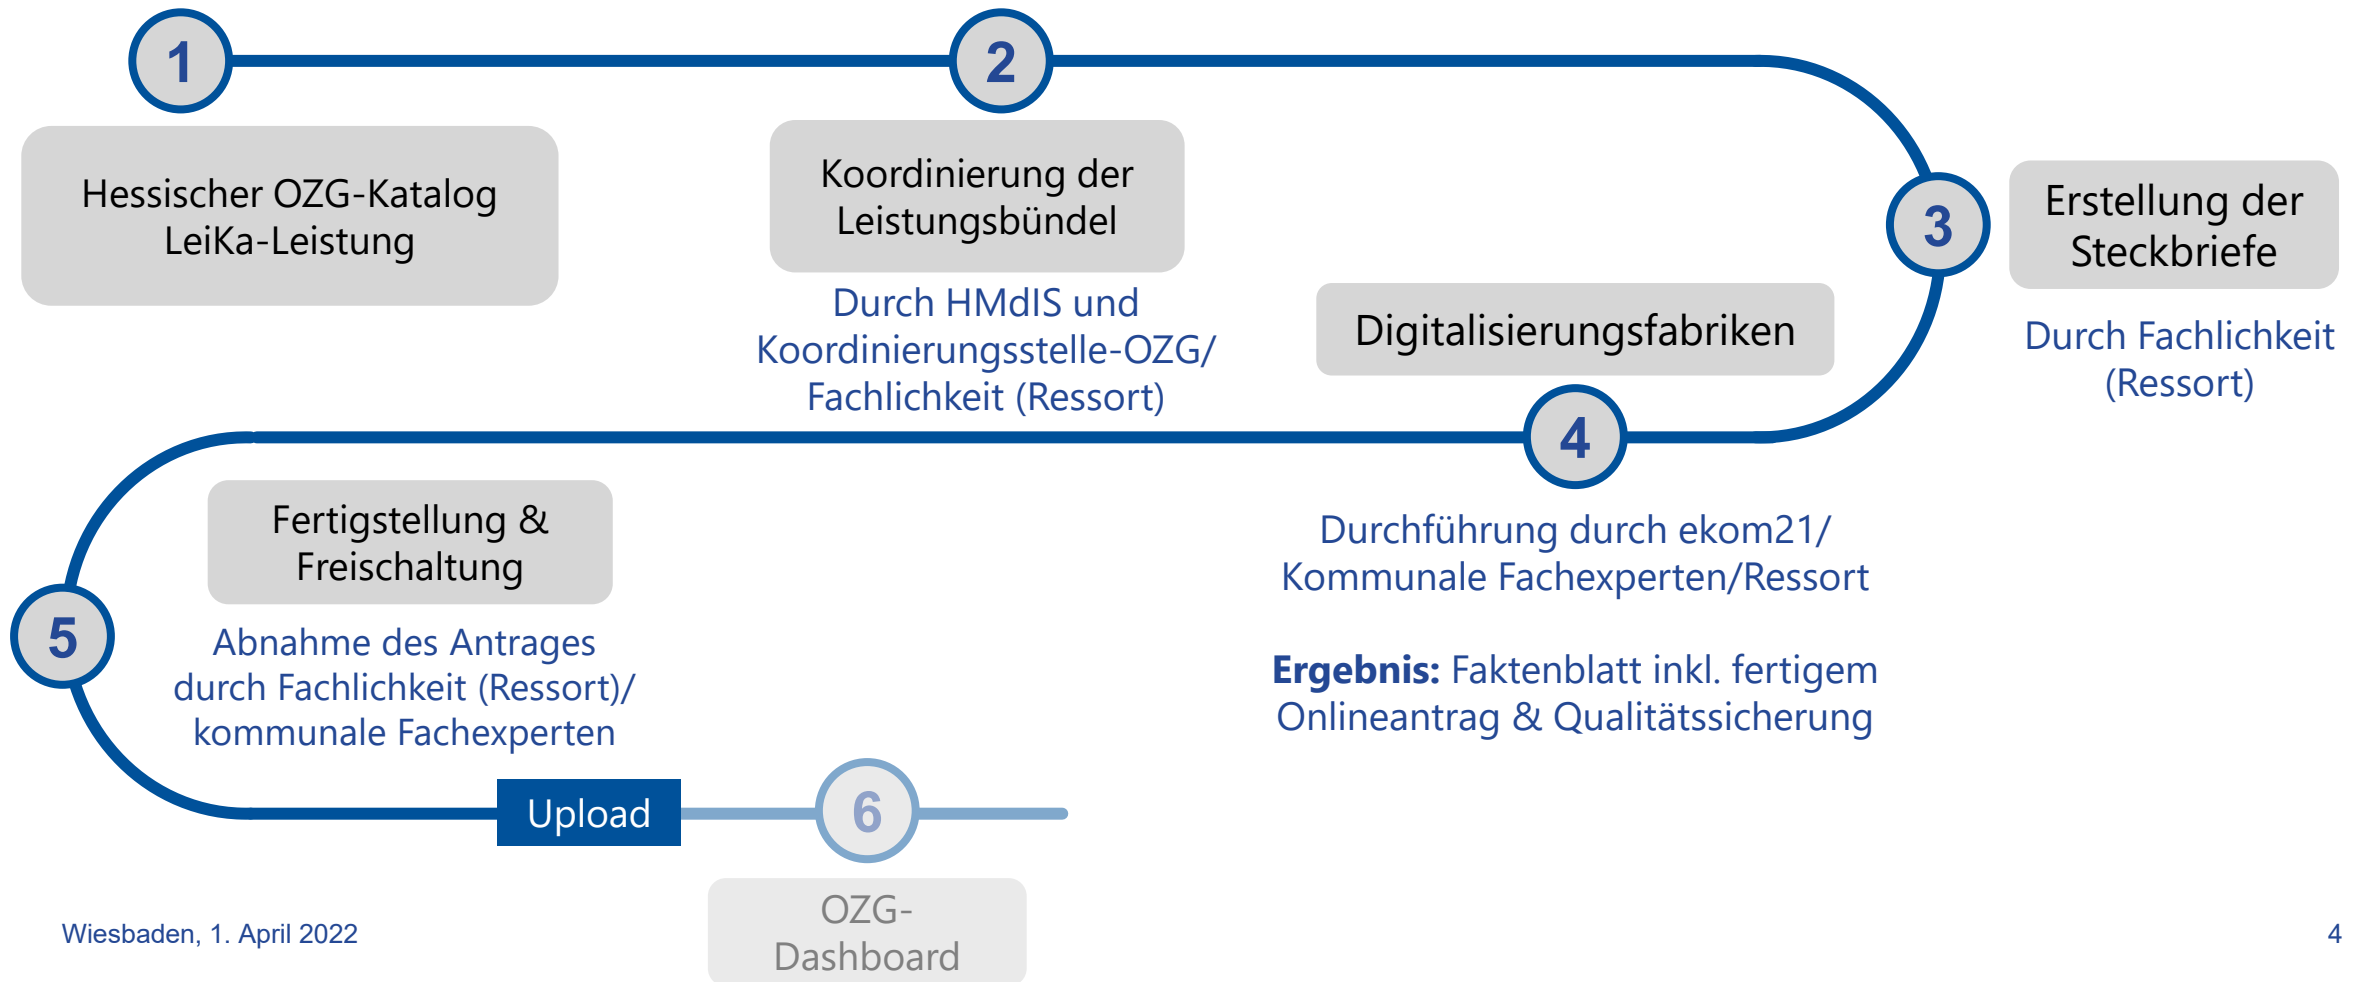 1
Hessischer OZG-Katalog
LeiKa-Leistung
2
Koordinierung der
Leistungsbündel
Durch HMdIS und
Koordinierungsstelle-OZG/
Fachlichkeit (Ressort)
3
Erstellung der
Steckbriefe
Durch Fachlichkeit
(Ressort)
Digitalisierungsfabriken
4
Durchführung durch ekom21/
Kommunale Fachexperten/Ressort
Ergebnis: Faktenblatt inkl. fertigem
Onlineantrag & Qualitätssicherung
5
Fertigstellung &
Freischaltung
Abnahme des Antrages
durch Fachlichkeit (Ressort)/
kommunale Fachexperten
Upload
6
OZG-
Dashboard
Wiesbaden, 1. April 2022
4